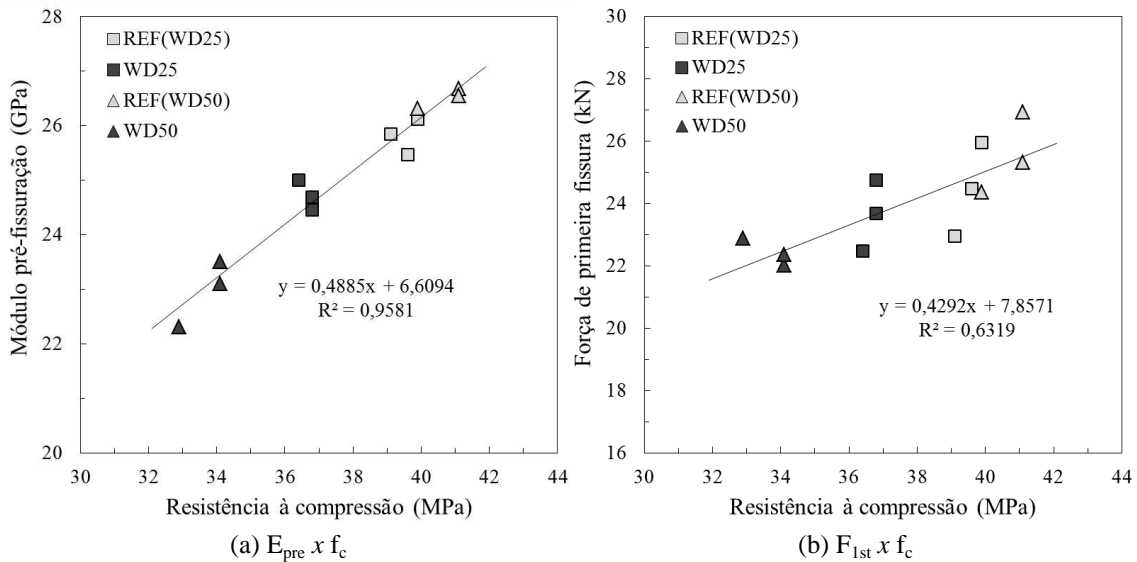 REF(WD25)
WD25
REF(WD50)
WD50
Módulo pré-fissuração (GPa)
28
26
24
22
20
y = 0,4885x + 6,6094
R² = 0,9581
30 32 34 36 38 40 42 44
Resistência à compressão (MPa)
(a) Epre x fc
REF(WD25)
WD25
REF(WD50)
WD50
Força de primeira fissura (kN)
30
28
26
24
22
20
18
16
y = 0,4292x + 7,8571
R² = 0,6319
30 32 34 36 38 40 42 44
Resistência à compressão (MPa)
(b) F1st x fc